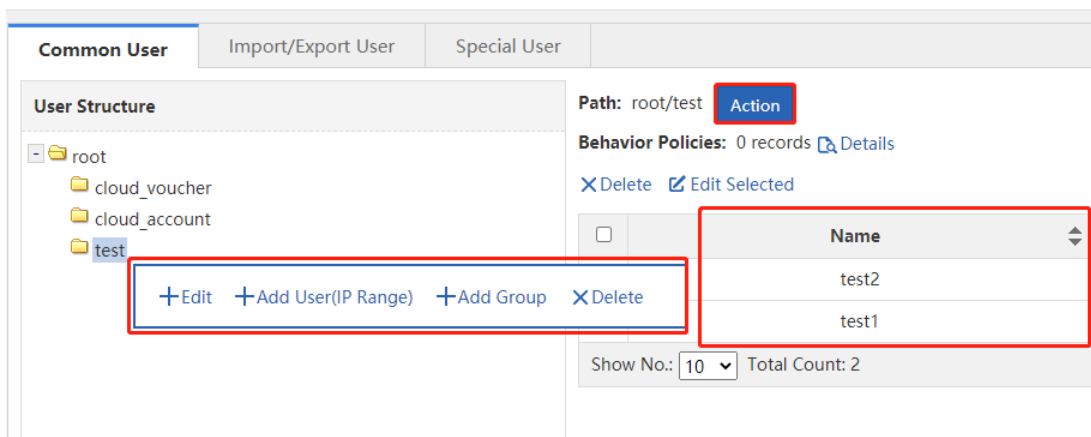 Common User
Import/Export User
Special User
User Structure
root
cloud_voucher
cloud_account
test
Edit Add User(IP Range) Add Group Delete
Path: root/test Action
Behavior Policies: 0 records Details
Delete Edit Selected
Name
test2
test1
Show No.: 10 Total Count: 2